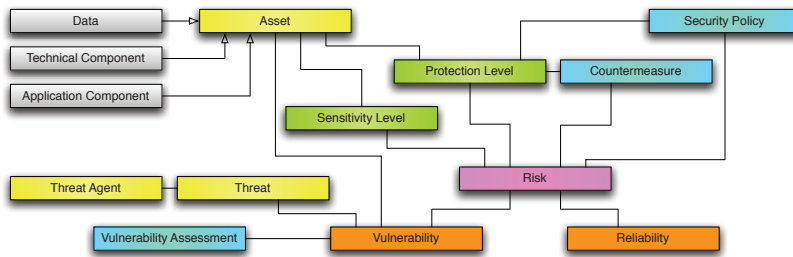 Data
Asset
Security Policy
Technical Component
Protection Level
Countermeasure
Application Component
Sensitivity Level
Risk
Threat Agent
Threat
Vulnerability Assessment
Vulnerability
Reliability